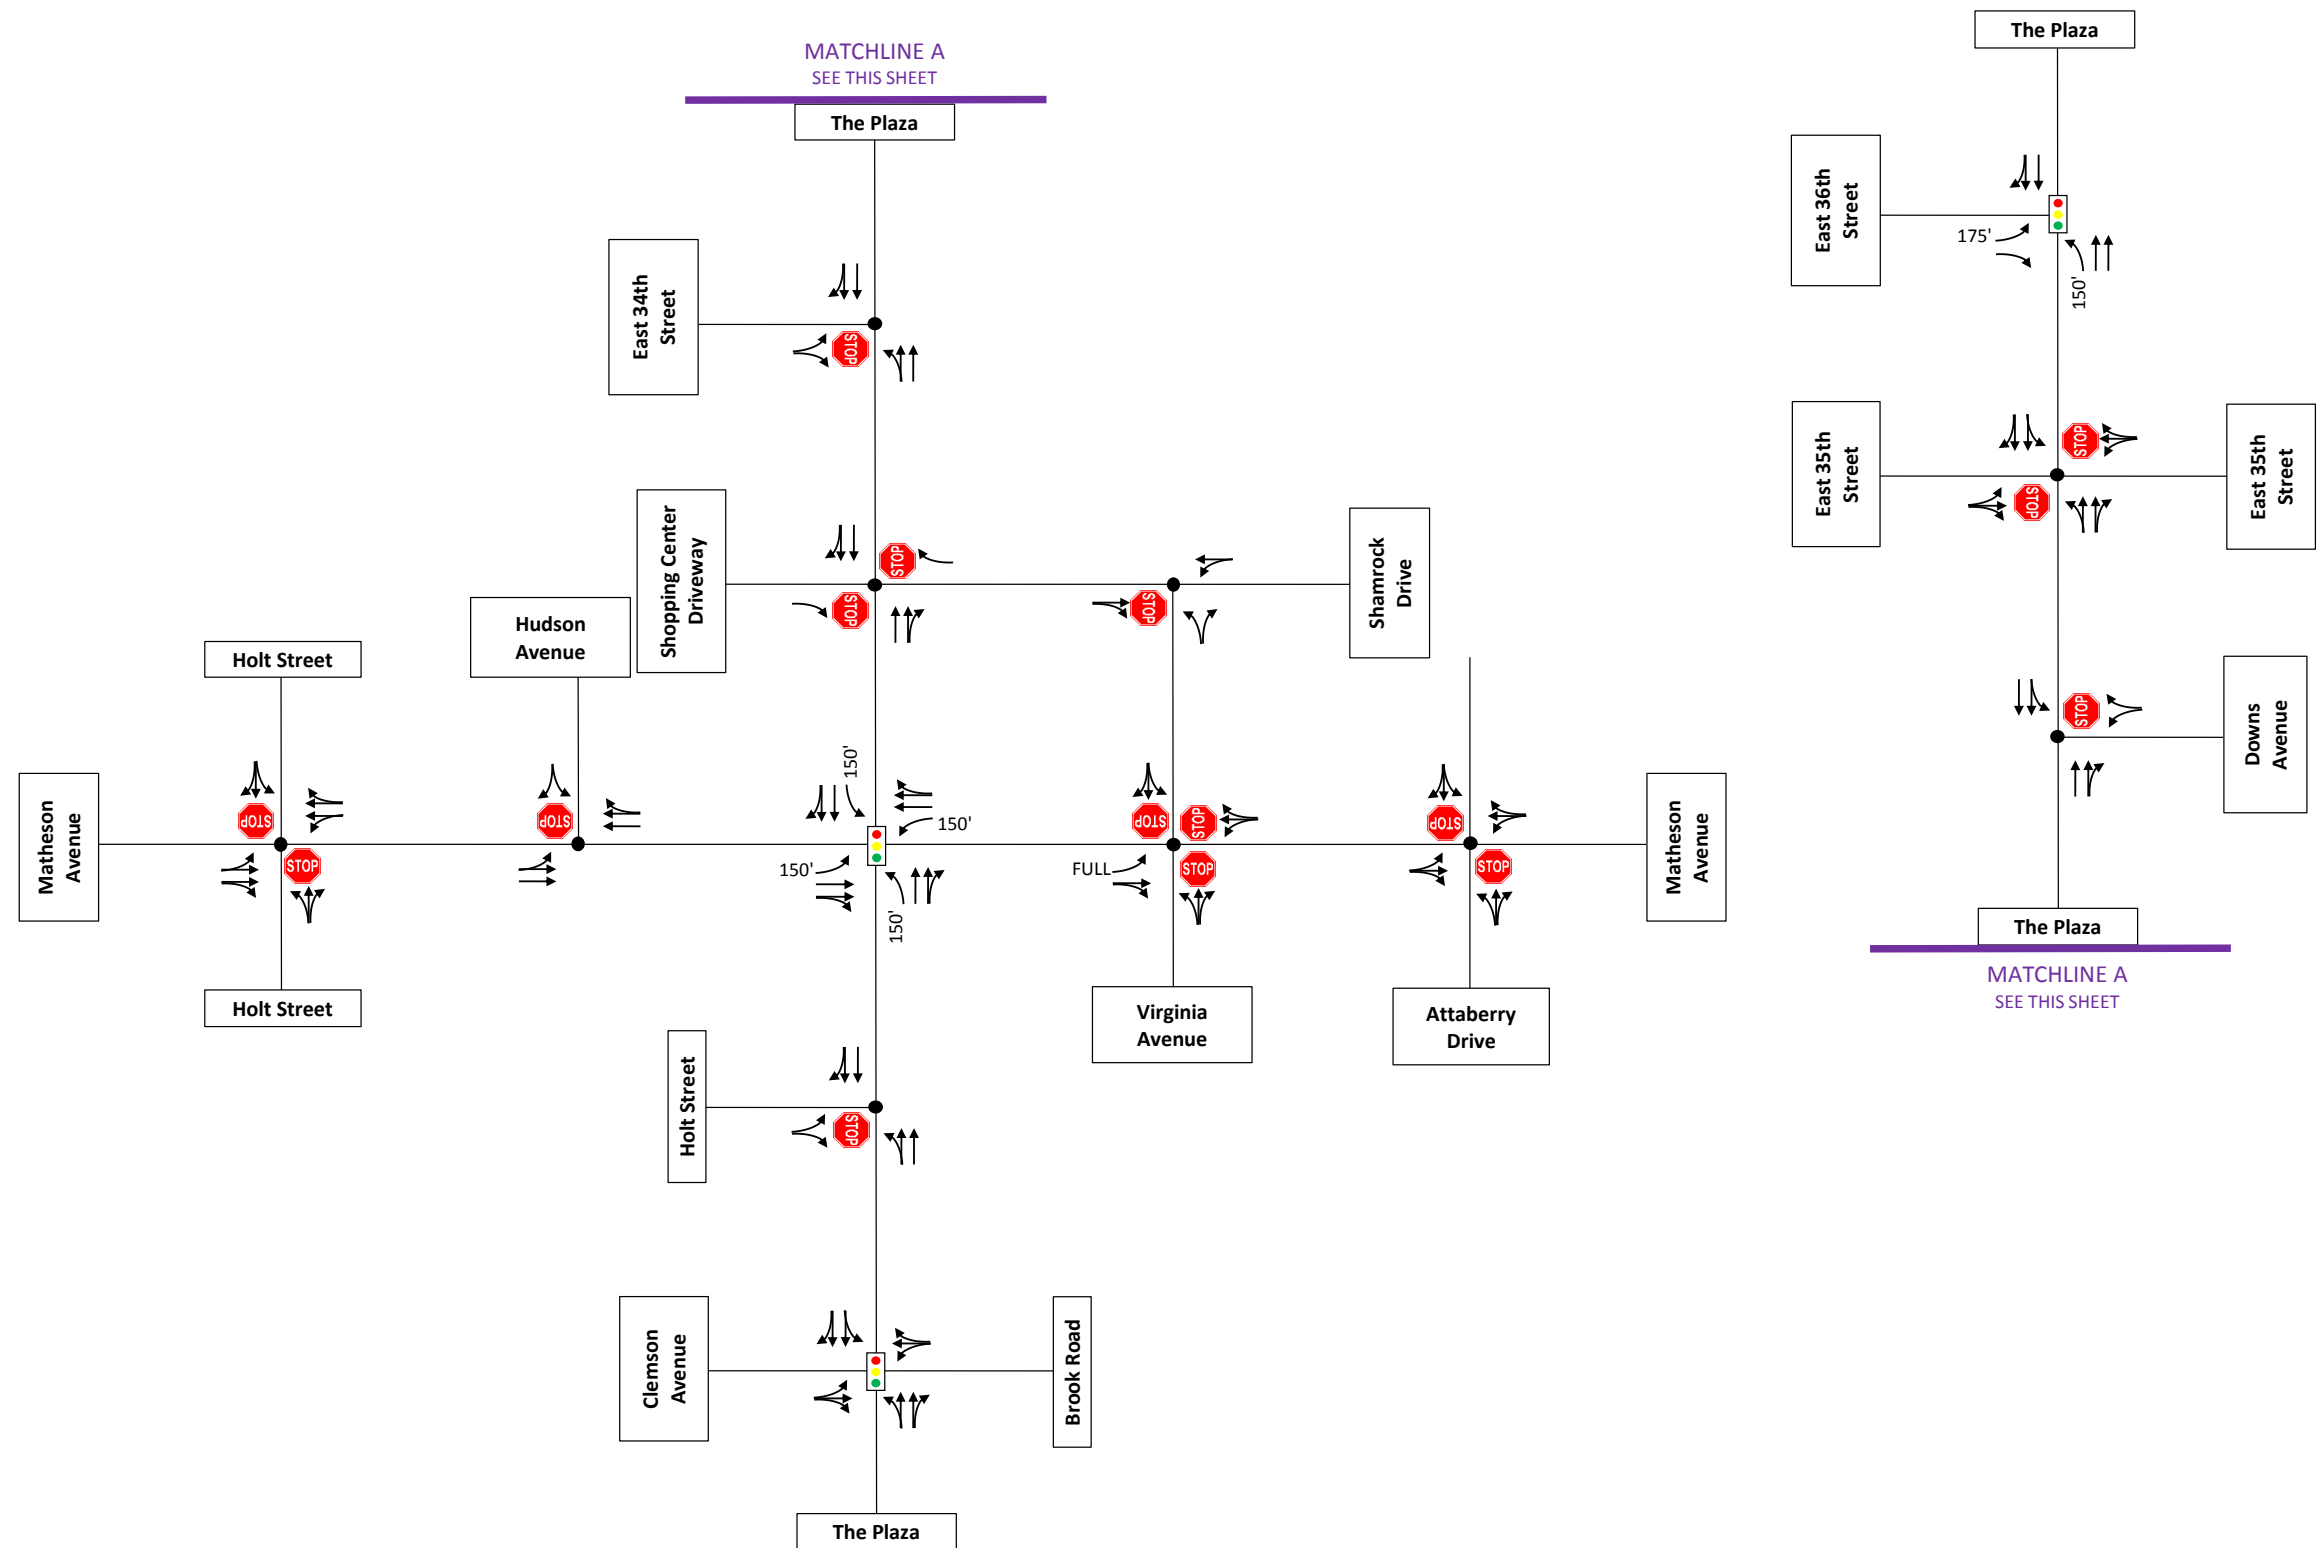 MATCHLINE A
SEE THIS SHEET
The Plaza
East 34th
Street
STOP
Shopping Center
Driveway
STOP
STOP
STOP
Shamrock
Drive
Hudson
Avenue
Holt Street
Matheson
Avenue
STOP
STOP
STOP
150'
150'
150'
150'
FULL
STOP
STOP
STOP
STOP
STOP
Matheson
Avenue
Holt Street
Virginia
Avenue
Attaberry
Drive
Holt Street
STOP
Clemson
Avenue
Brook Road
The Plaza
The Plaza
East 36th
Street
175'
150'
East 35th
Street
STOP
STOP
East 35th
Street
STOP
Downs
Avenue
The Plaza
MATCHLINE A
SEE THIS SHEET